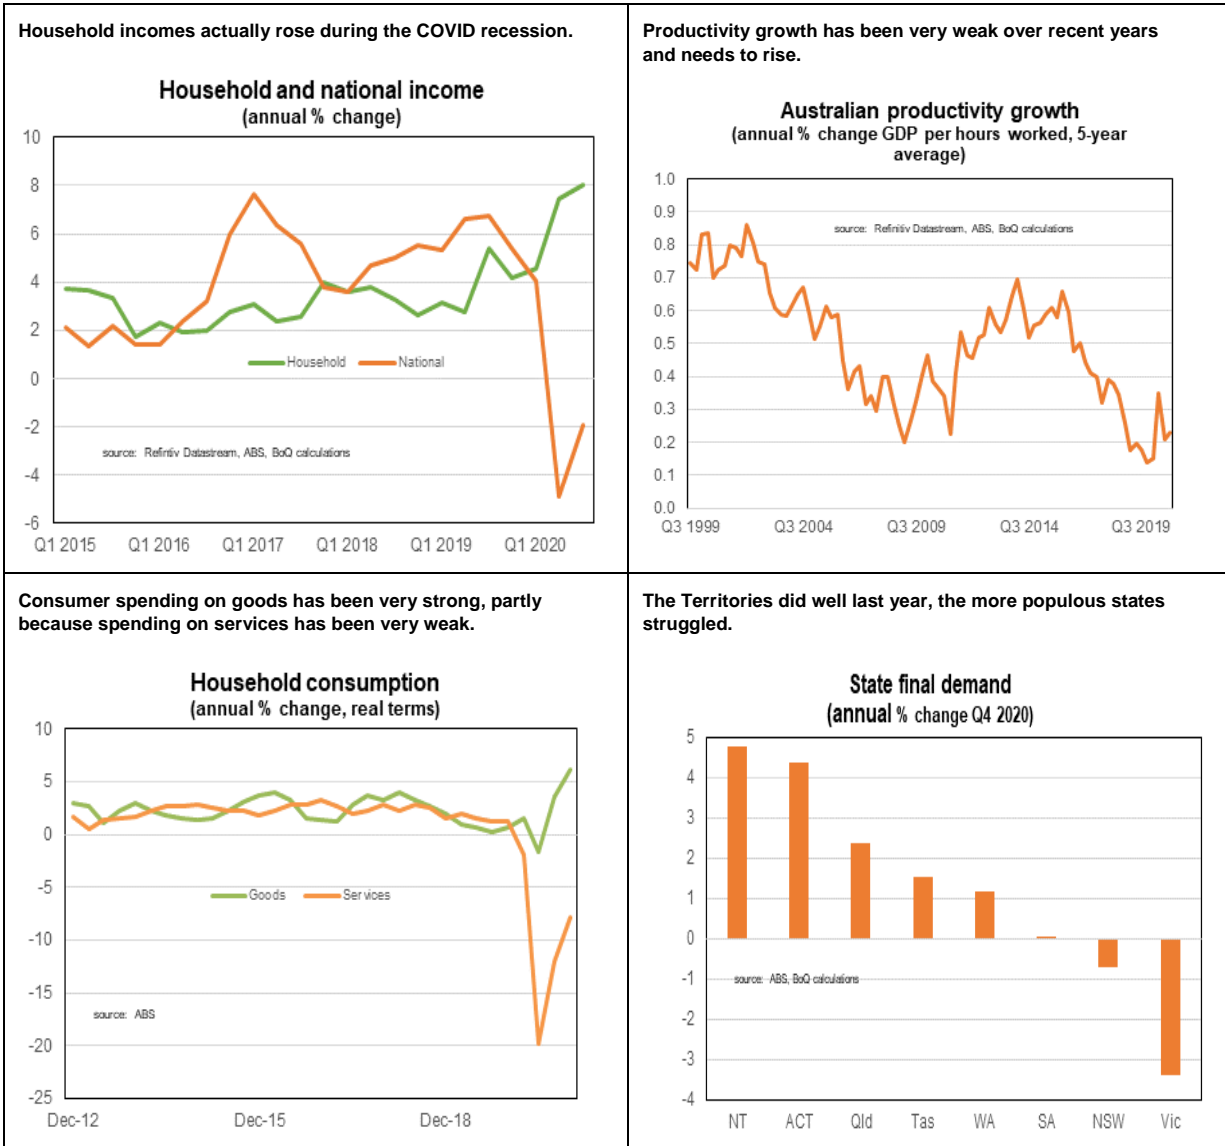 Household incomes actually rose during the COVID recession.
Household and national income
(annual % change)
10
8
6
4
2
0
-2
-4
-6
Household
National
source: Refinitiv Datastream, ABS, BoQ calculations
Q1 2015
Q1 2016
Q1 2017
Q1 2018
Q1 2019
Q1 2020
Productivity growth has been very weak over recent years
and needs to rise.
Australian productivity growth
(annual % change GDP per hours worked, 5-year
average)
1.0
0.9
0.8
0.7
0.6
0.5
0.4
0.3
0.2
0.1
0.0
source: Refinitiv Datastream, ABS, BoQ calculations
Q3 1999
Q3 2004
Q3 2009
Q3 2014
Q3 2019
Consumer spending on goods has been very strong, partly
because spending on services has been very weak.
Household consumption
(annual % change, real terms)
10
5
0
-5
-10
-15
-20
-25
Goods
Services
source: ABS
Dec-12
Dec-15
Dec-18
The Territories did well last year, the more populous states
struggled.
State final demand
(annual % change Q4 2020)
5
4
3
2
1
0
-1
-2
-3
-4
source: ABS, BoQ calculations
NT
ACT
Qld
Tas
WA
SA
NSW
Vic